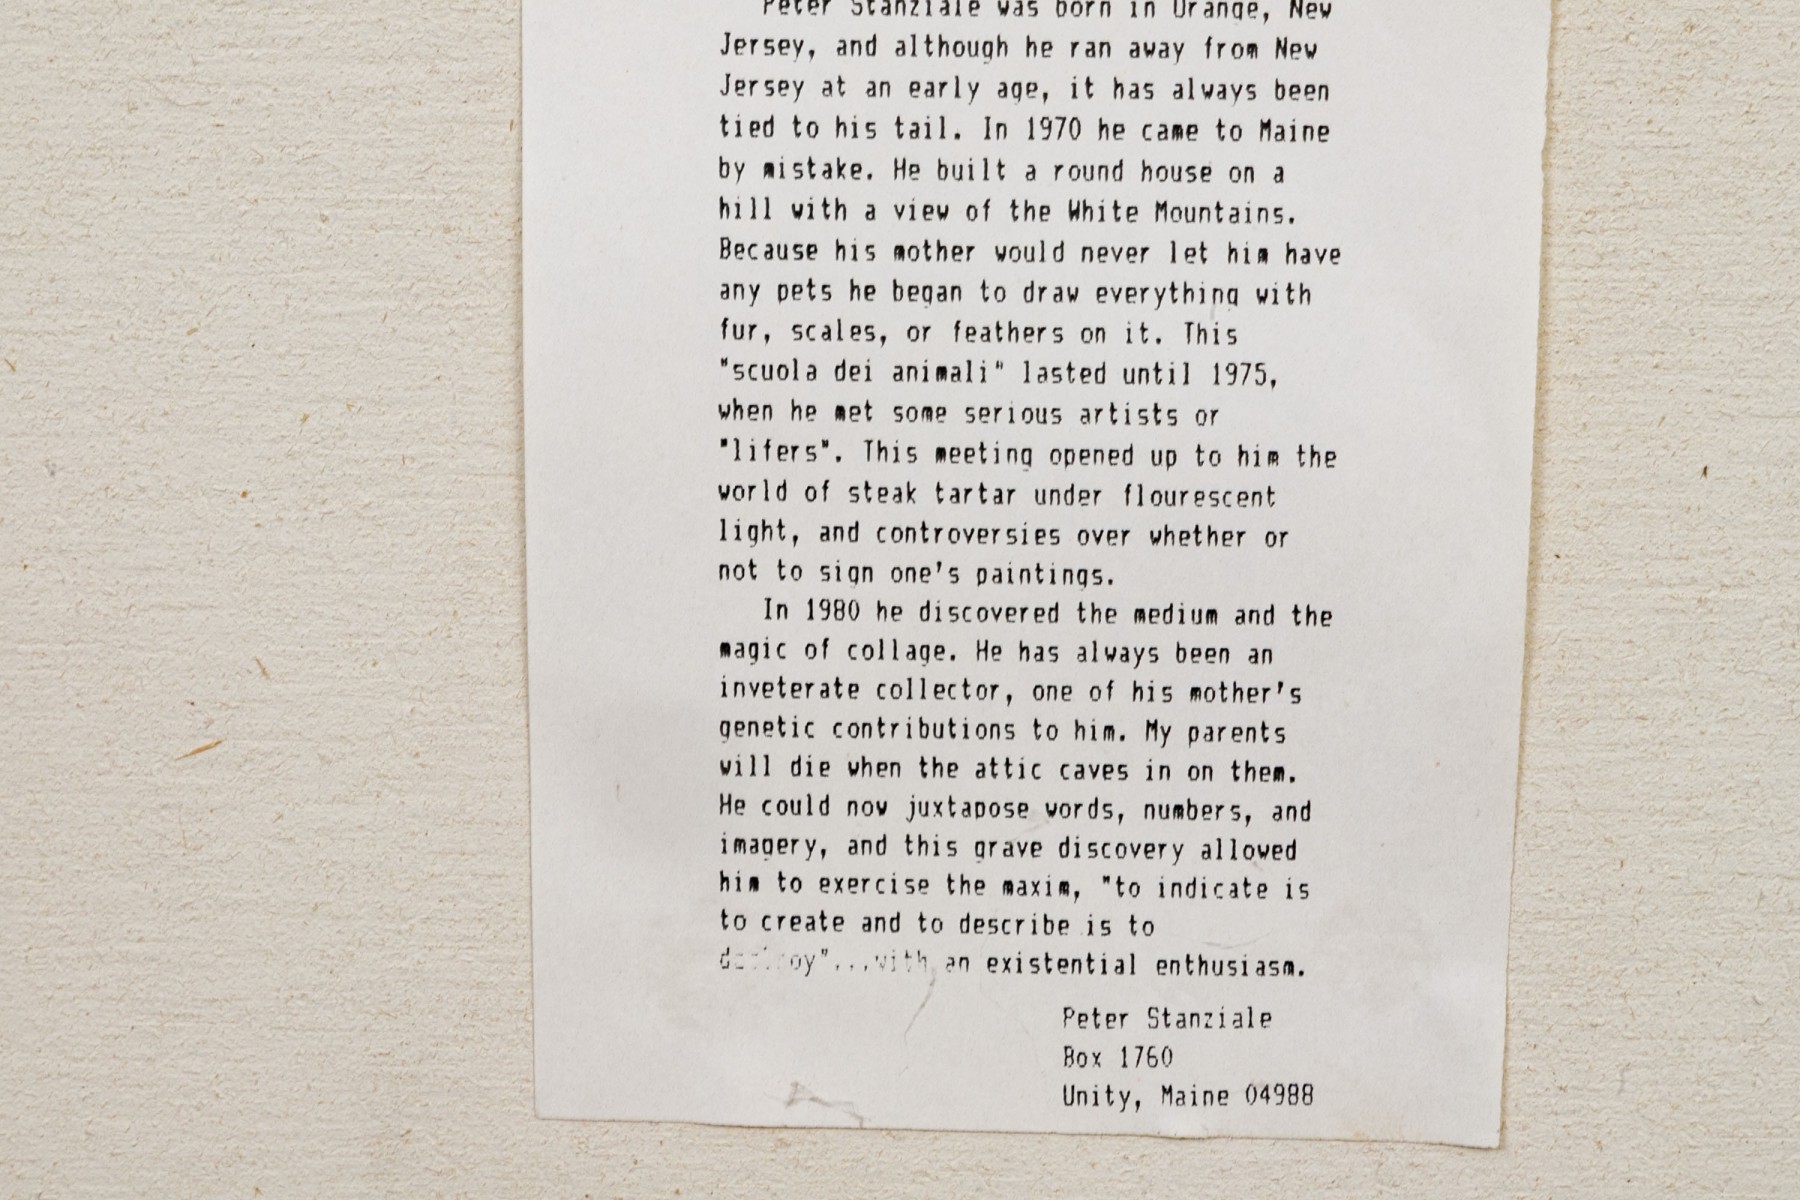 Peter Stanziale was born in Orange, New
Jersey, and although he ran away from New
Jersey at an early age, it has always been
tied to his tail. In 1970 he came to Maine
by mistake. He built a round house on a
hill with a view of the White Mountains.
Because his mother would never let him have
any pets he began to draw everything with
fur, scales, or feathers on it. This
"scuola dei animali" lasted until 1975,
when he met some serious artists or
"lifers". This meeting opened up to him the
world of steak tartar under flourescent
light, and controversies over whether or
not to sign one's paintings.
In 1980 he discovered the medium and the
magic of collage. He has always been an
inveterate collector, one of his mother's
genetic contributions to him. My parents
will die when the attic caves in on them.
He could now juxtapose words, numbers, and
imagery, and this grave discovery allowed
him to exercise the maxim, "to indicate is
to create and to describe is to
destroy"...with an existential enthusiasm.
Peter Stanziale
Box 1760
Unity, Maine 04988